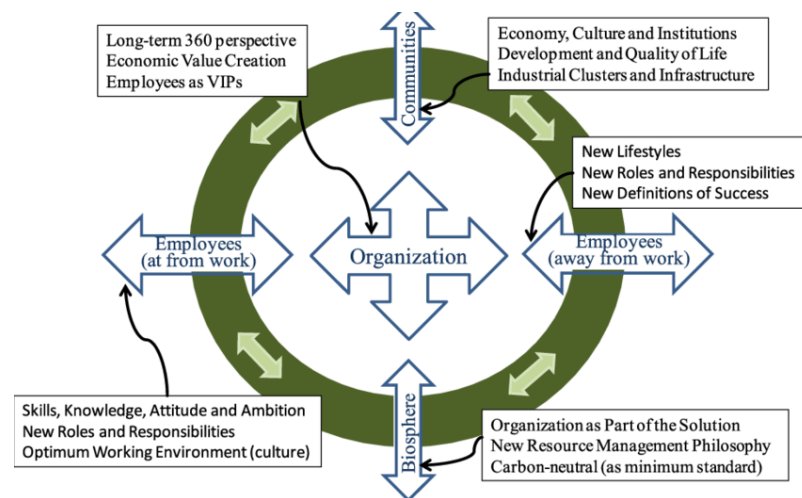 Long-term 360 perspective
Economic Value Creation
Employees as VIPs
Communities
Economy, Culture and Institutions
Development and Quality of Life
Industrial Clusters and Infrastructure
New Lifestyles
New Roles and Responsibilities
New Definitions of Success
Employees
(at from work)
Organization
Employees
(away from work)
Skills, Knowledge, Attitude and Ambition
New Roles and Responsibilities
Optimum Working Environment (culture)
Biosphere
Organization as Part of the Solution
New Resource Management Philosophy
Carbon-neutral (as minimum standard)